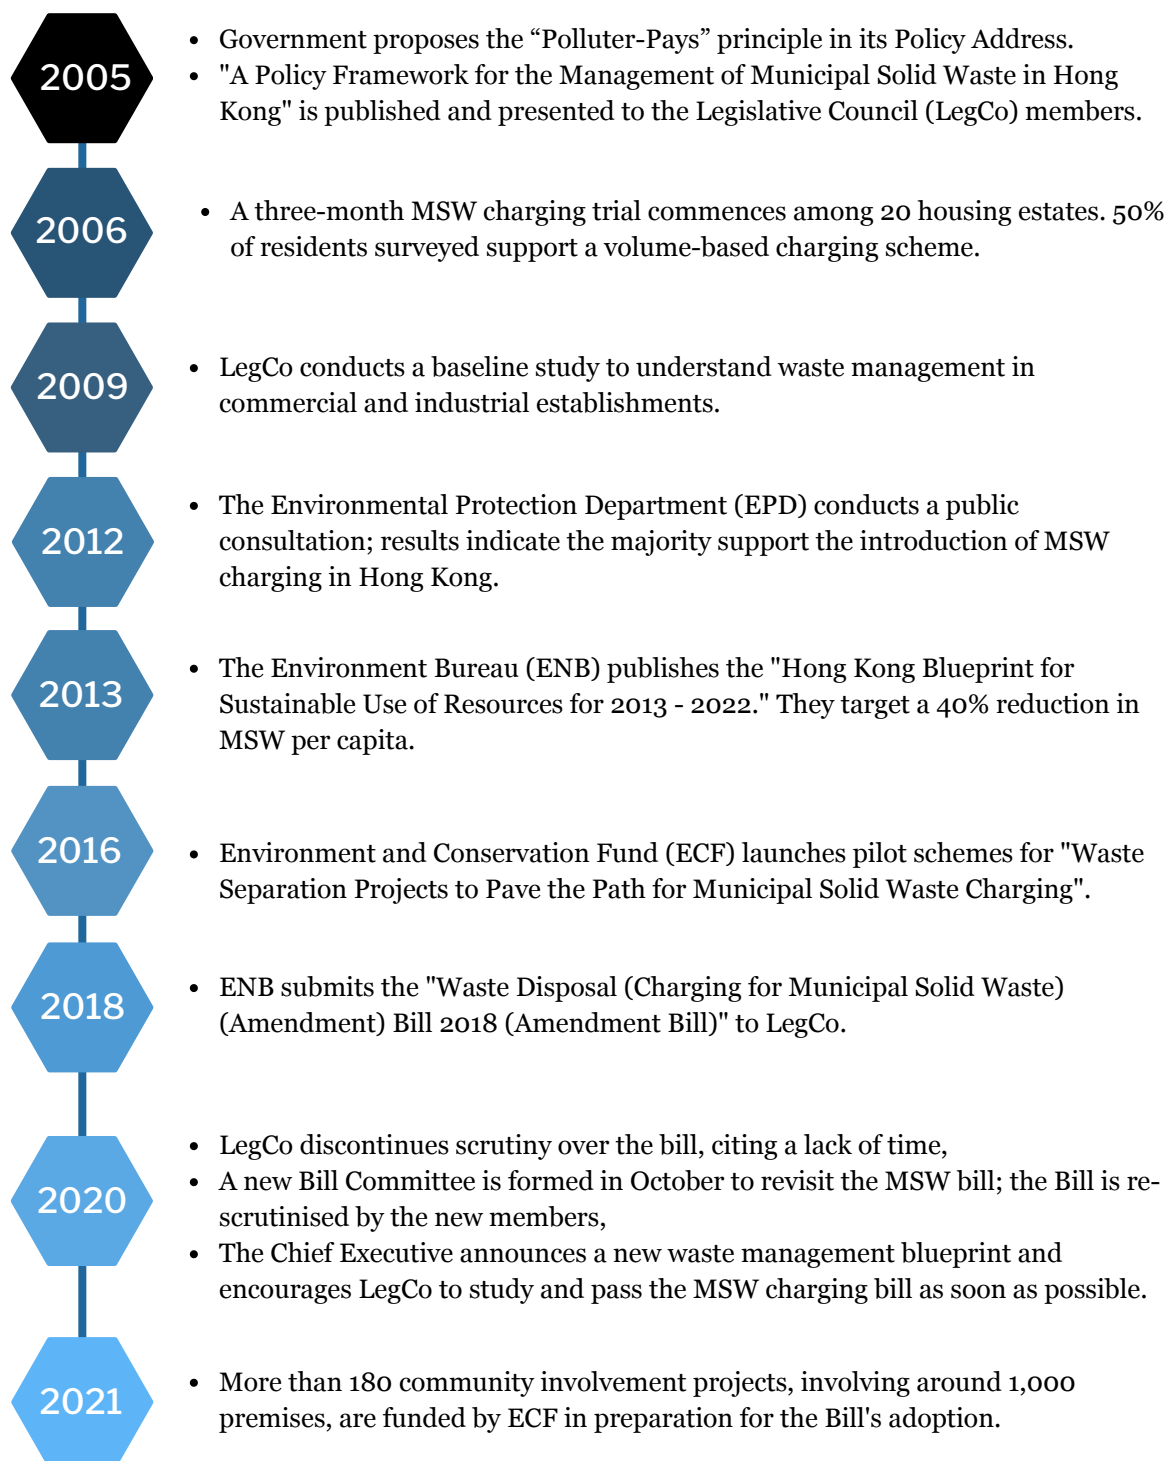 2005
• Government proposes the “Polluter-Pays” principle in its Policy Address.
• "A Policy Framework for the Management of Municipal Solid Waste in Hong
Kong" is published and presented to the Legislative Council (LegCo) members.
2006
• A three-month MSW charging trial commences among 20 housing estates. 50%
of residents surveyed support a volume-based charging scheme.
2009
• LegCo conducts a baseline study to understand waste management in
commercial and industrial establishments.
2012
• The Environmental Protection Department (EPD) conducts a public
consultation; results indicate the majority support the introduction of MSW
charging in Hong Kong.
2013
• The Environment Bureau (ENB) publishes the "Hong Kong Blueprint for
Sustainable Use of Resources for 2013 - 2022." They target a 40% reduction in
MSW per capita.
2016
• Environment and Conservation Fund (ECF) launches pilot schemes for "Waste
Separation Projects to Pave the Path for Municipal Solid Waste Charging".
2018
• ENB submits the "Waste Disposal (Charging for Municipal Solid Waste)
(Amendment) Bill 2018 (Amendment Bill)" to LegCo.
2020
• LegCo discontinues scrutiny over the bill, citing a lack of time,
• A new Bill Committee is formed in October to revisit the MSW bill; the Bill is re-
scrutinised by the new members,
• The Chief Executive announces a new waste management blueprint and
encourages LegCo to study and pass the MSW charging bill as soon as possible.
2021
• More than 180 community involvement projects, involving around 1,000
premises, are funded by ECF in preparation for the Bill's adoption.